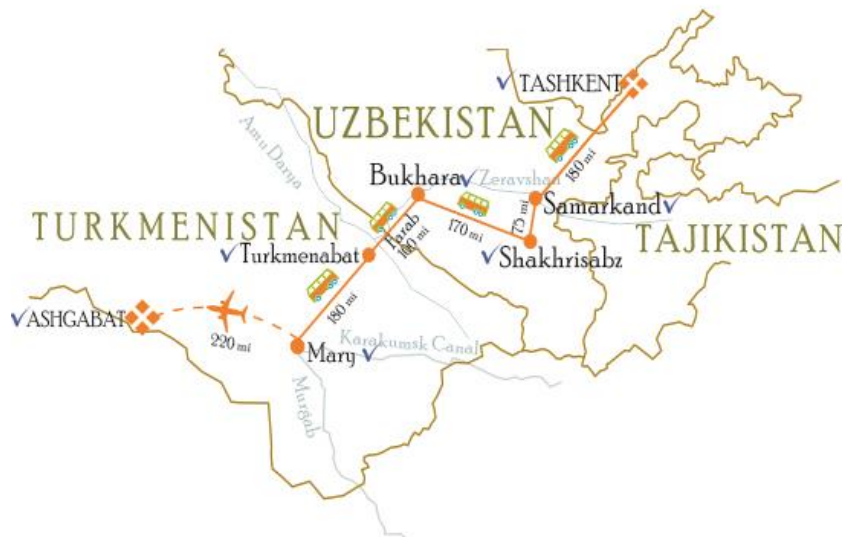 TASHKENT
UZBEKISTAN
Amu Darya
180 mi
Bukhara
Zeravshan
Samarkand
75 mi
170 mi
Farab
100 mi
TURKMENISTAN
TAJIKISTAN
Turkmenabat
Shakhrisabz
180 mi
ASHGABAT
220 mi
Mary
Karakumsk Canal
Murgab